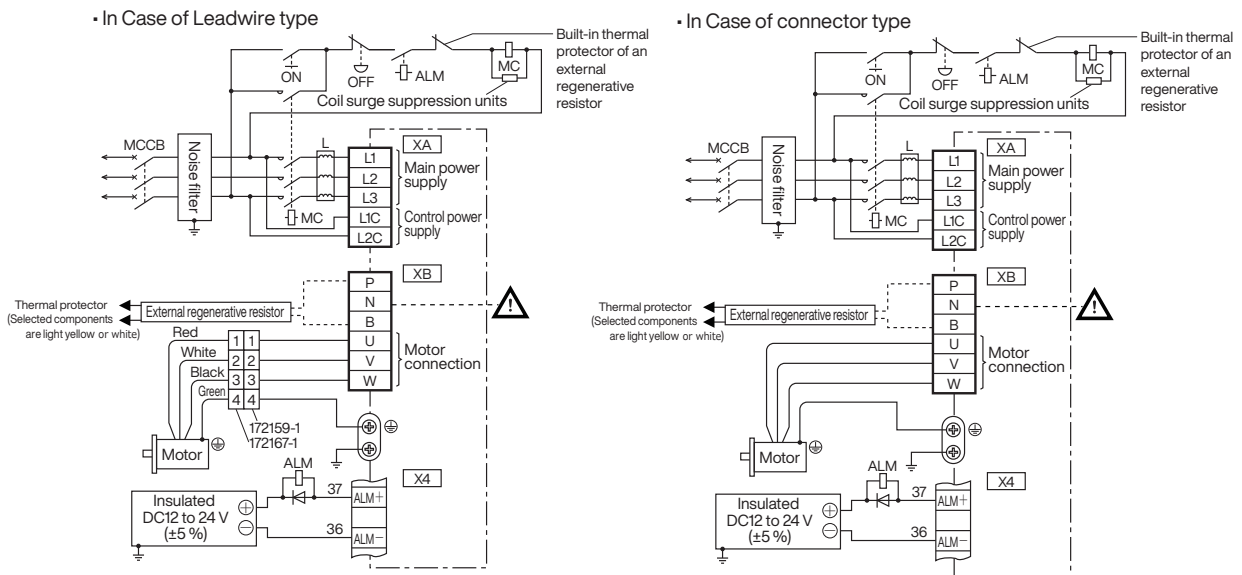 ▪ In Case of Leadwire type
Built-in thermal
protector of an
external
regenerative
resistor
ON
OFF
ALM
MC
Coil surge suppression units
MCCB
Noise filter
L
XA
L1
L2
L3
Main power
supply
MC
L1C
L2C
Control power
supply
XB
P
N
B
Thermal protector
(Selected components
are light yellow or white)
External regenerative resistor
!
Red
White
Black
Green
1 1
2 2
3 3
4 4
U
V
W
Motor
connection
172159-1
172167-1
Motor
ALM
X4
Insulated
DC12 to 24 V
(±5 %)
+
−
37
ALM+
36
ALM−
▪ In Case of connector type
Built-in thermal
protector of an
external
regenerative
resistor
ON
OFF
ALM
MC
Coil surge suppression units
MCCB
Noise filter
L
XA
L1
L2
L3
Main power
supply
MC
L1C
L2C
Control power
supply
XB
P
N
B
Thermal protector
(Selected components
are light yellow or white)
External regenerative resistor
!
U
V
W
Motor
connection
Motor
ALM
X4
Insulated
DC12 to 24 V
(±5 %)
+
−
37
ALM+
36
ALM−